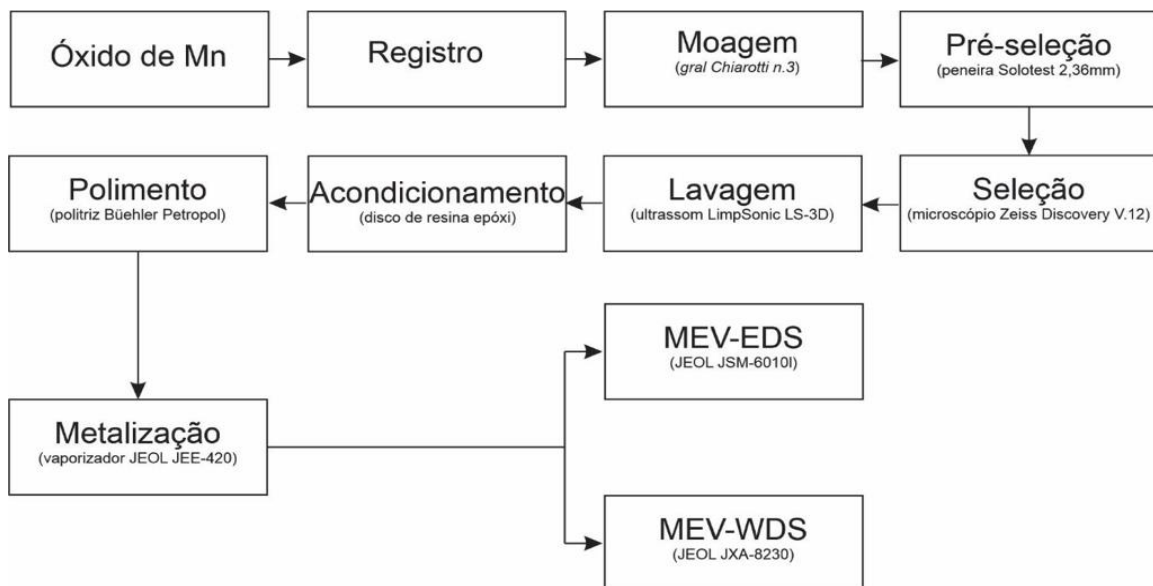 Óxido de Mn
Registro
Moagem
(gral Chiarotti n.3)
Pré-seleção
(peneira Solotest 2,36mm)
Seleção
(microscópio Zeiss Discovery V.12)
Lavagem
(ultrassom LimpSonic LS-3D)
Acondicionamento
(disco de resina epóxi)
Polimento
(politriz Büehler Petropol)
Metalização
(vaporizador JEOL JEE-420)
MEV-EDS
(JEOL JSM-6010l)
MEV-WDS
(JEOL JXA-8230)